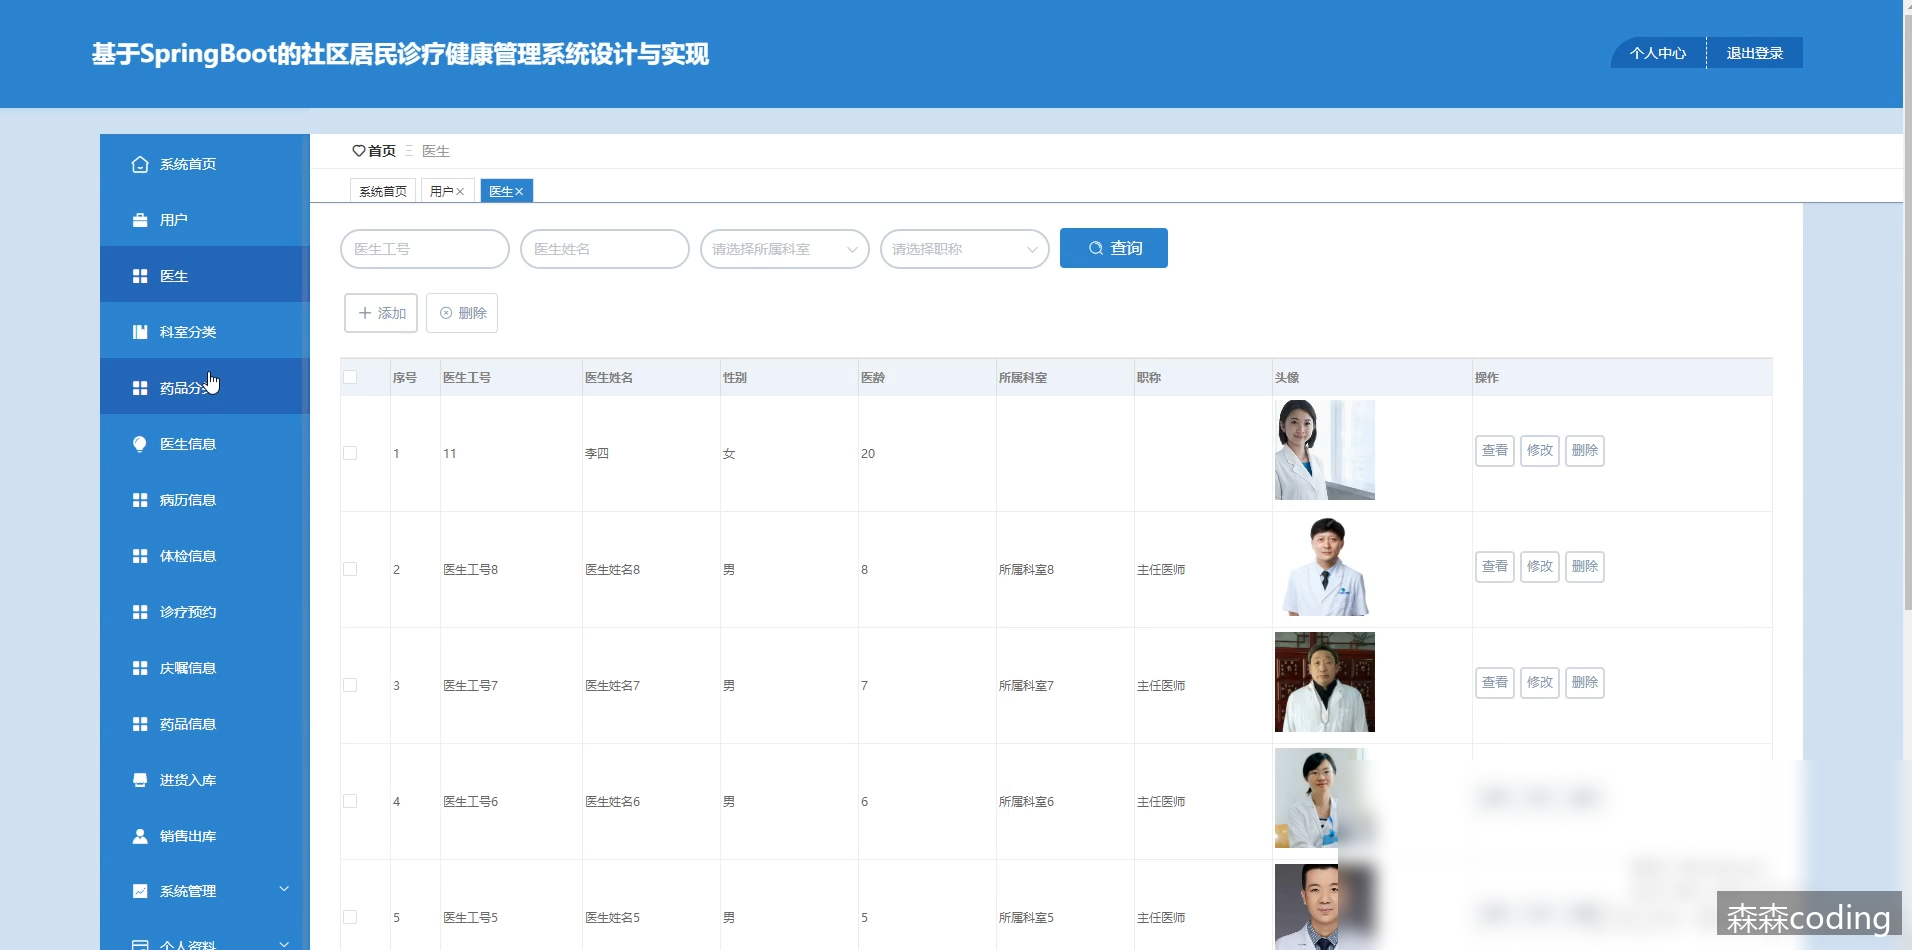 基于SpringBoot的社区居民诊疗健康管理系统设计与实现
个人中心 退出登录
系统首页
用户
医生
科室分类
药品分
医生信息
病历信息
体检信息
诊疗预约
庆嘱信息
药品信息
进货入库
销售出库
系统管理
个人资料
首页 医生
系统首页 用户× 医生×
医生工号 医生姓名 请选择所属科室 请选择职称 查询
+ 添加 删除
序号 医生工号 医生姓名 性别 医龄 所属科室 职称 头像 操作
1 11 李四 女 20 查看 修改 删除
2 医生工号8 医生姓名8 男 8 所属科室8 主任医师 查看 修改 删除
3 医生工号7 医生姓名7 男 7 所属科室7 主任医师 查看 修改 删除
4 医生工号6 医生姓名6 男 6 所属科室6 主任医师
5 医生工号5 医生姓名5 男 5 所属科室5 主任医师
森森coding